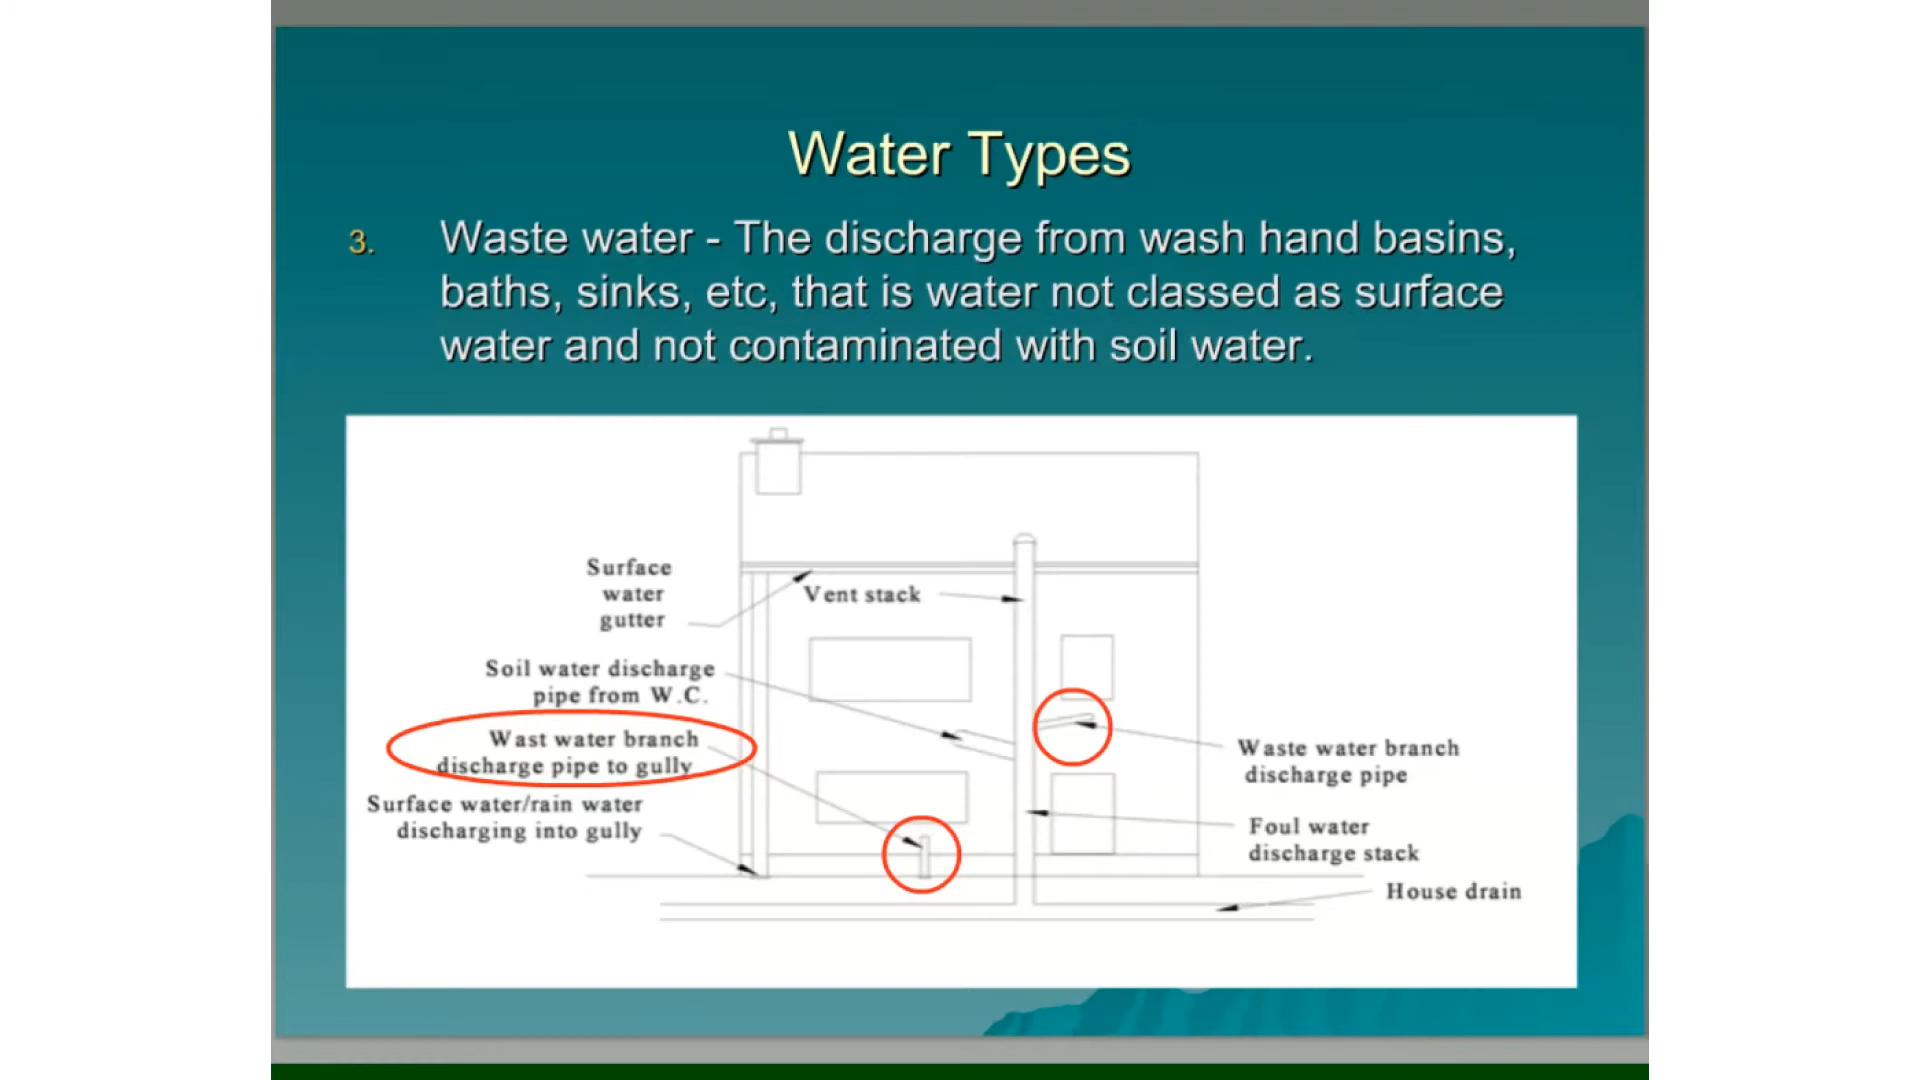 Water Types
3. Waste water - The discharge from wash hand basins,
baths, sinks, etc, that is water not classed as surface
water and not contaminated with soil water.
Surface
water
gutter
Vent stack
Soil water discharge
pipe from W.C.
Wast water branch
discharge pipe to gully
Surface water/rain water
discharging into gully
Waste water branch
discharge pipe
Foul water
discharge stack
House drain